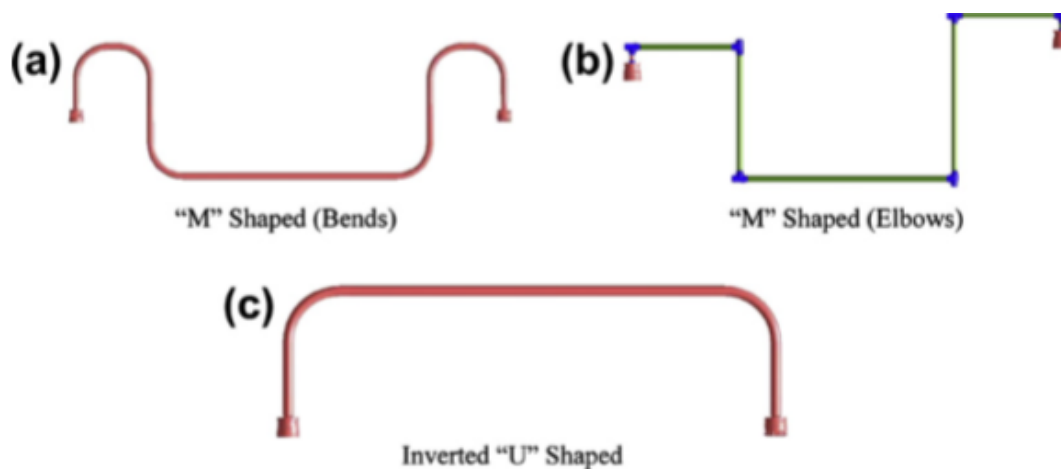 (a)
(b)
“M” Shaped (Bends)
“M” Shaped (Elbows)
(c)
Inverted “U” Shaped